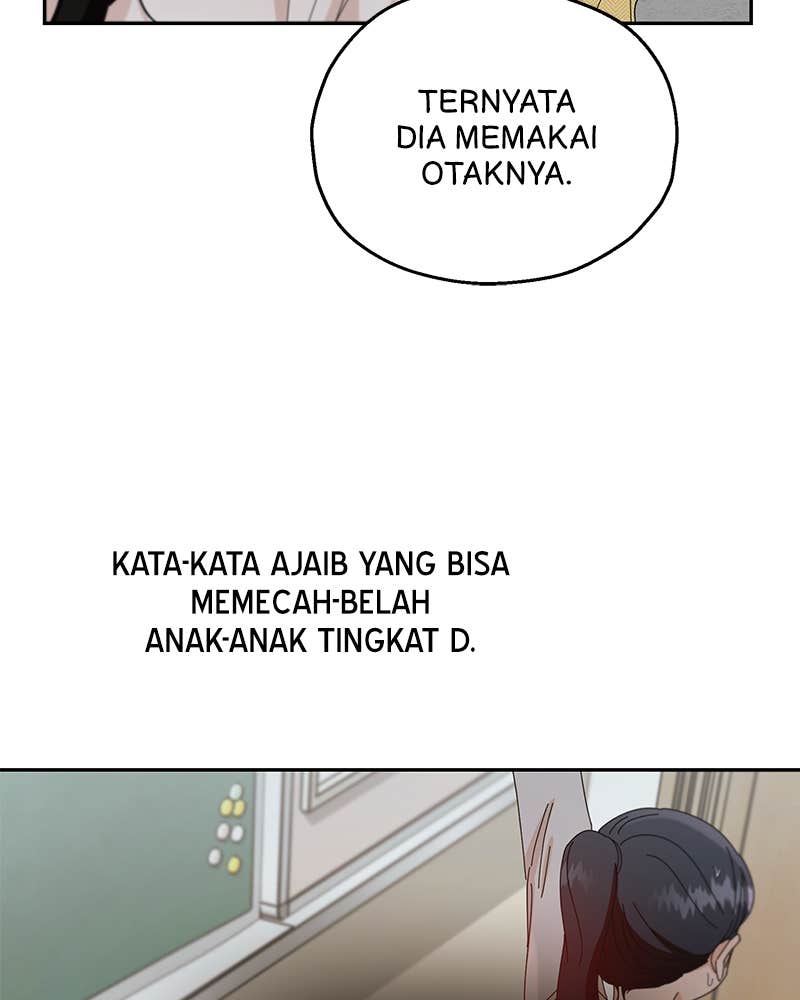 TERNYATA
DIA MEMAKAI
OTAKNYA.
KATA-KATA AJAIB YANG BISA
MEMECAH-BELAH
ANAK-ANAK TINGKAT D.